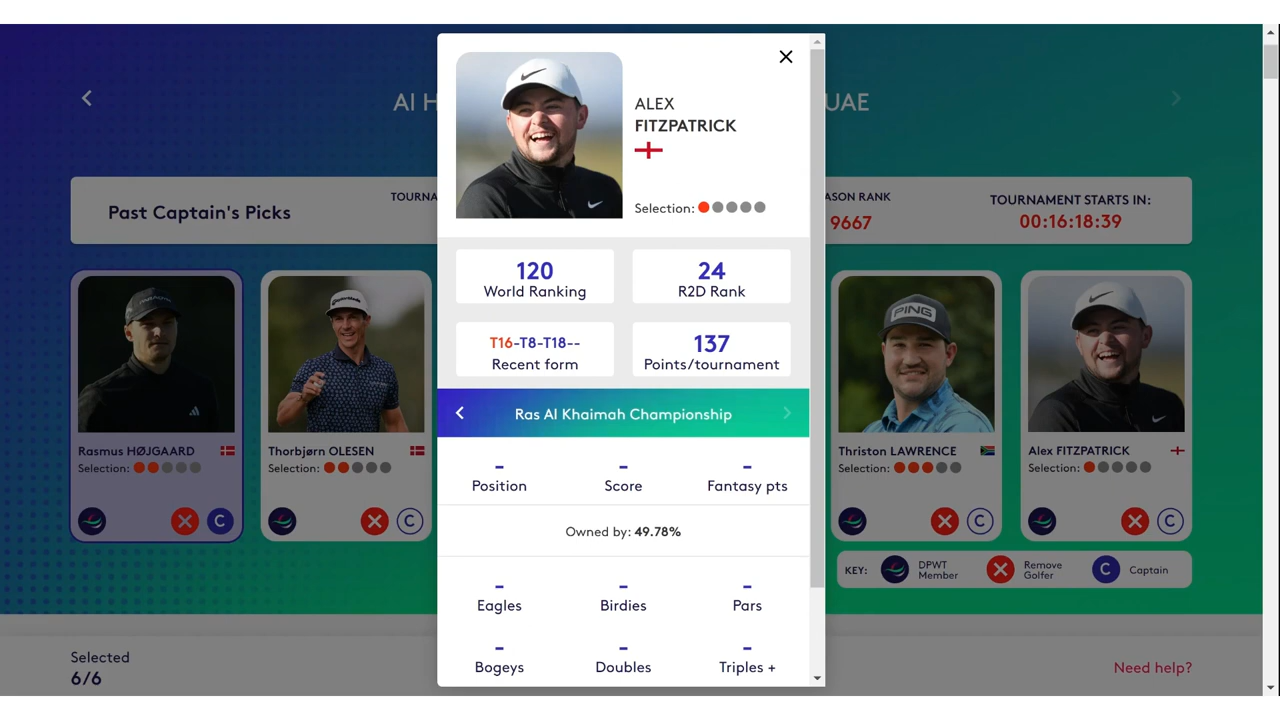 Al H
UAE
ALEX
FITZPATRICK
Selection:
Past Captain's Picks
TOURNA
ASON RANK
9667
TOURNAMENT STARTS IN:
00:16:18:39
120
World Ranking
24
R2D Rank
T16-T8-T18--
Recent form
137
Points/tournament
Ras Al Khaimah Championship
-
Position
-
Score
-
Fantasy pts
Owned by: 49.78%
-
Eagles
-
Birdies
-
Pars
-
Bogeys
-
Doubles
-
Triples +
Rasmus HØJGAARD
Selection:
C
Thorbjørn OLESEN
Selection:
C
PING
Thriston LAWRENCE
Selection:
C
Alex FITZPATRICK
Selection:
C
KEY:
DPWT
Member
Remove
Golfer
C
Captain
Selected
6/6
Need help?